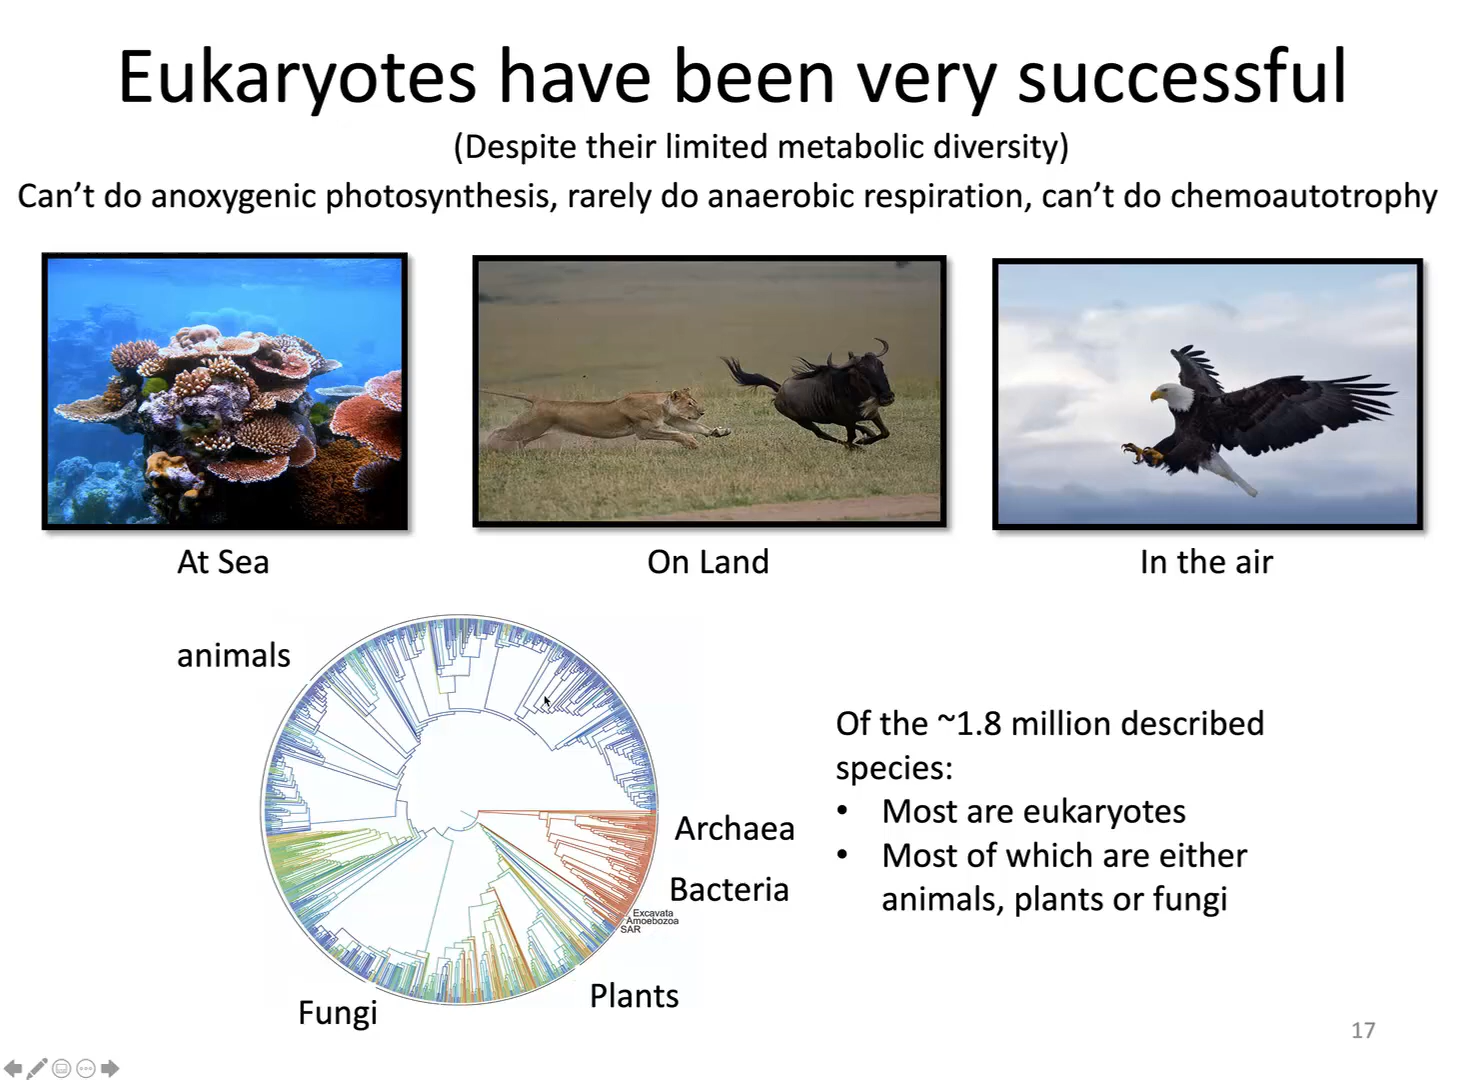 Eukaryotes have been very successful
(Despite their limited metabolic diversity)
Can’t do anoxygenic photosynthesis, rarely do anaerobic respiration, can’t do chemoautotrophy
At Sea
On Land
In the air
animals
Archaea
Bacteria
Excavata
Amoebozoa
SAR
Plants
Fungi
Of the ~1.8 million described
species:
• Most are eukaryotes
• Most of which are either
animals, plants or fungi
17